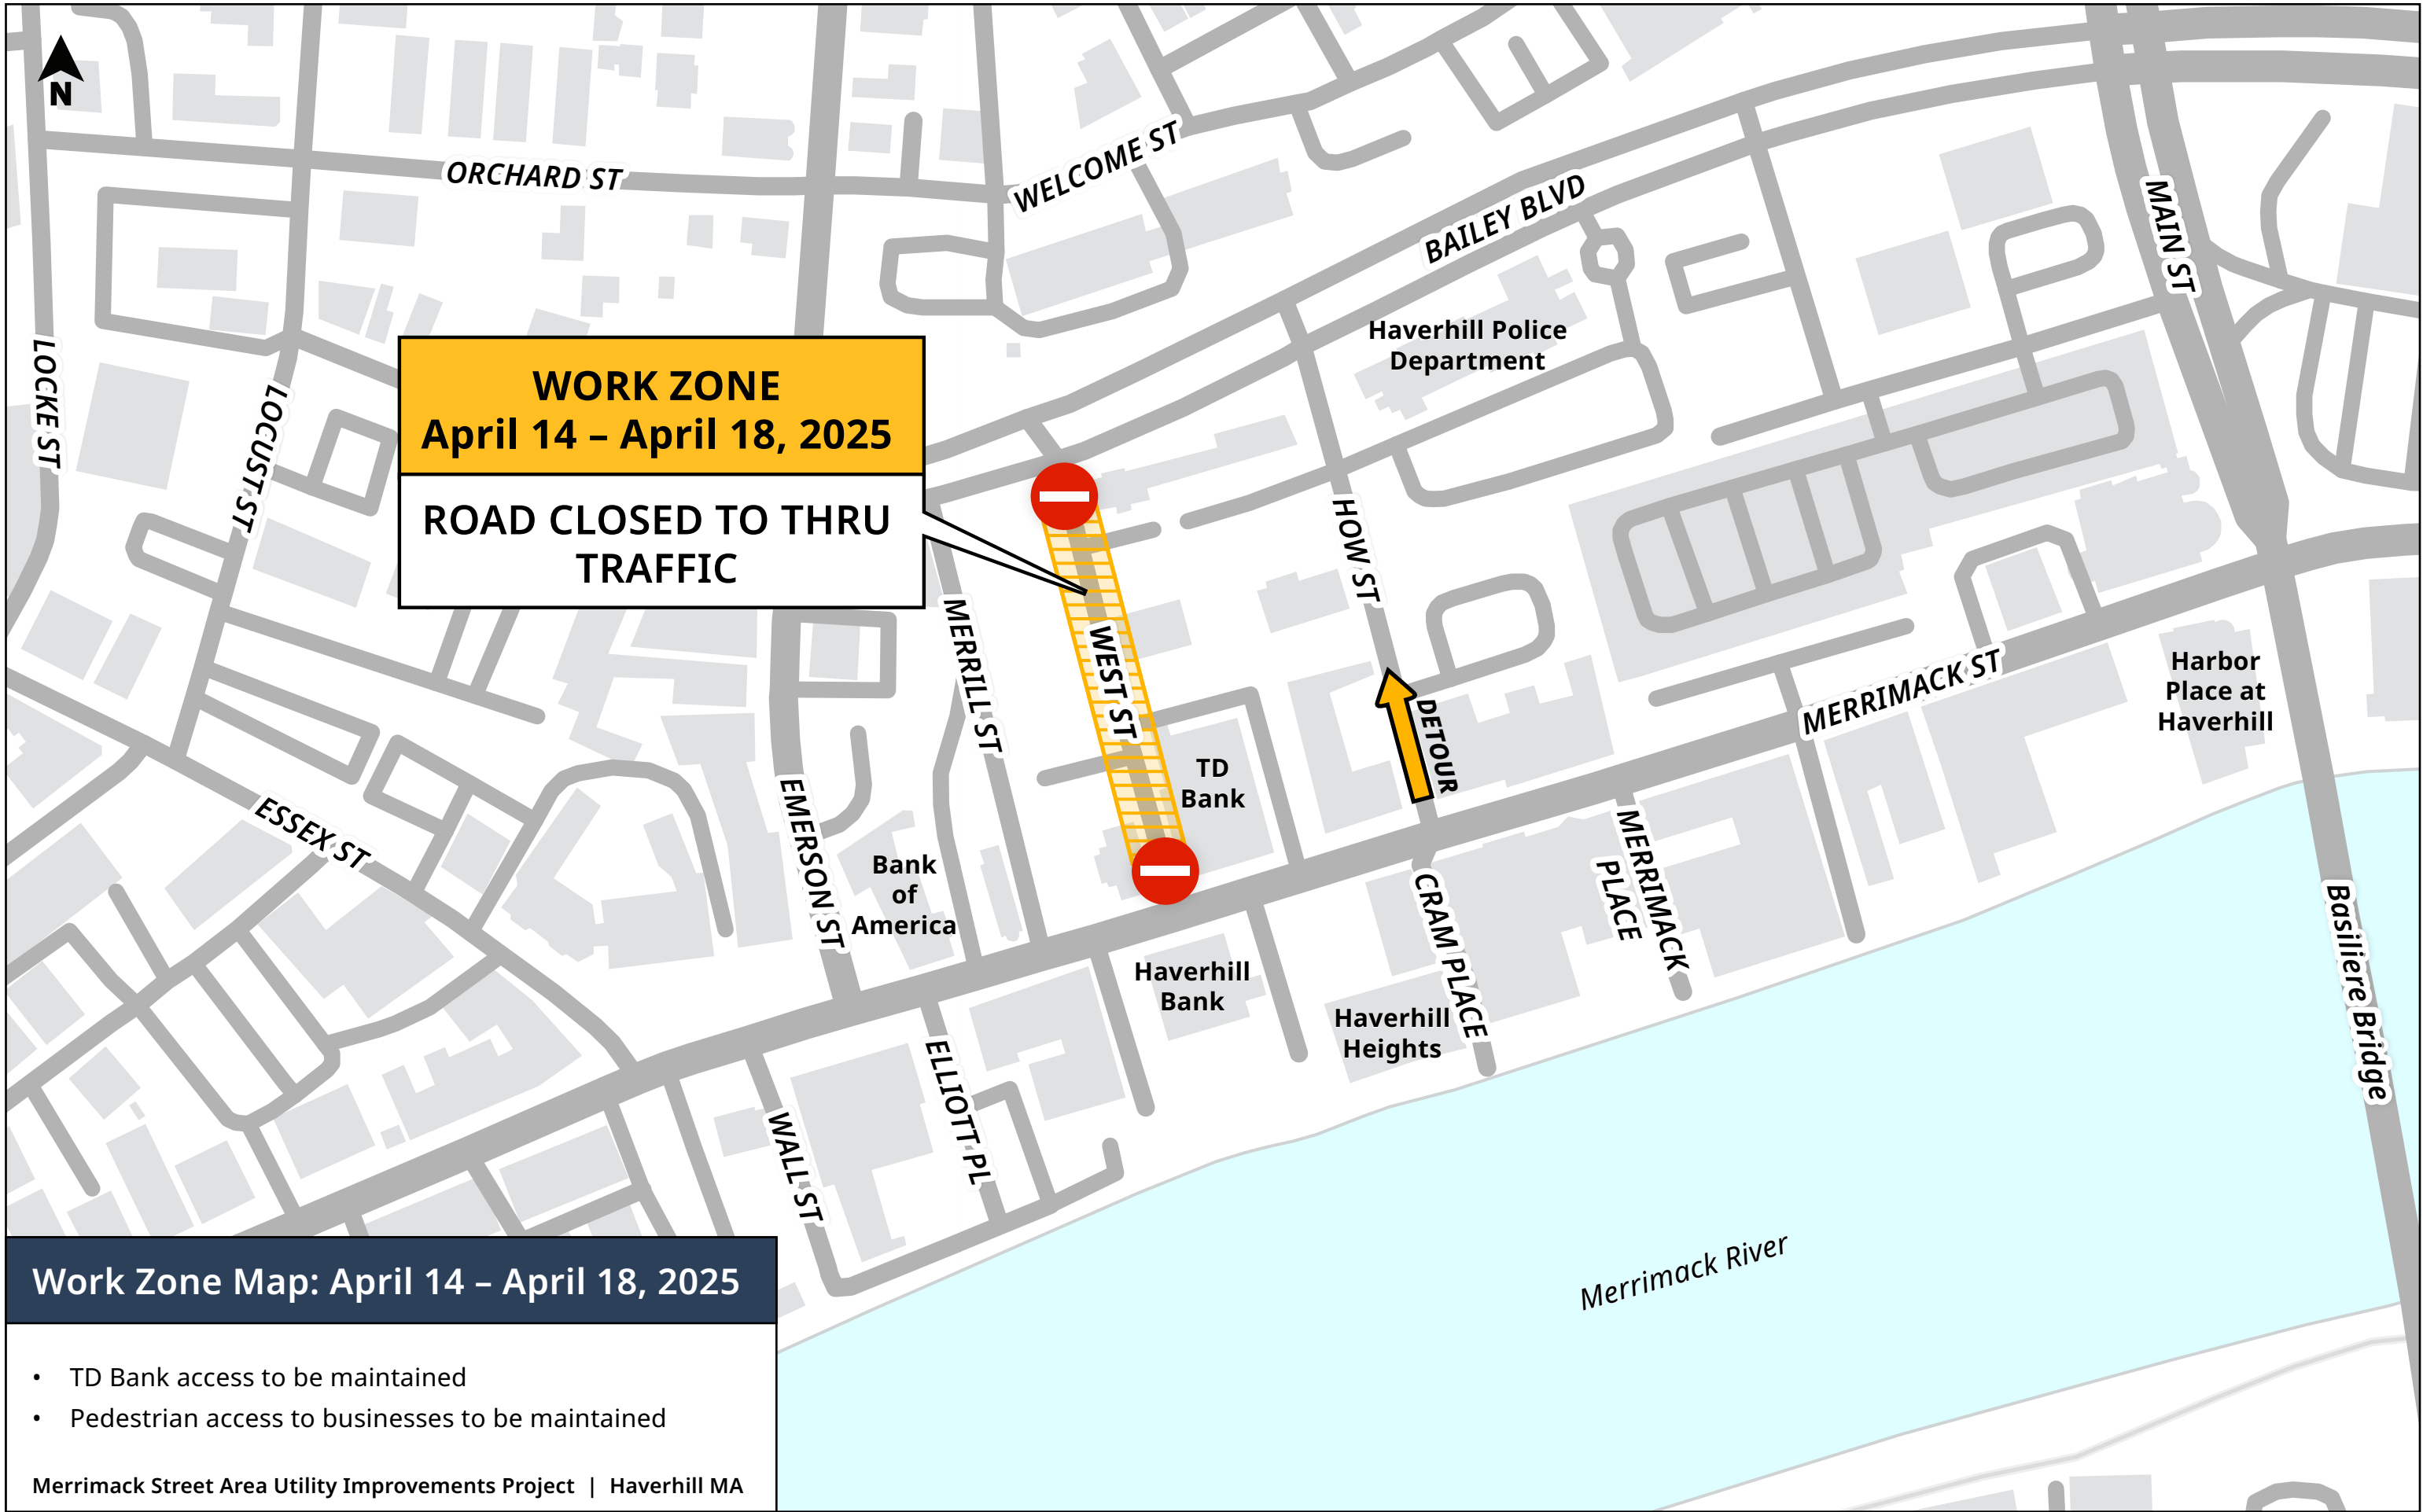 N
ORCHARD ST
WELCOME ST
BAILEY BLVD
MAIN ST
LOCKE ST
LOCUST ST
Haverhill Police
Department
WORK ZONE
April 14 – April 18, 2025
ROAD CLOSED TO THRU
TRAFFIC
HOW ST
MERRILL ST
WEST ST
DETOUR
MERRIMACK ST
Harbor
Place at
Haverhill
TD
Bank
ESSEX ST
EMERSON ST
Bank
of
America
MERRIMACK
PLACE
CRAM PLACE
Basiliere Bridge
Haverhill
Bank
Haverhill
Heights
ELLIOTT PL
WALL ST
Merrimack River
Work Zone Map: April 14 – April 18, 2025
• TD Bank access to be maintained
• Pedestrian access to businesses to be maintained
Merrimack Street Area Utility Improvements Project | Haverhill MA